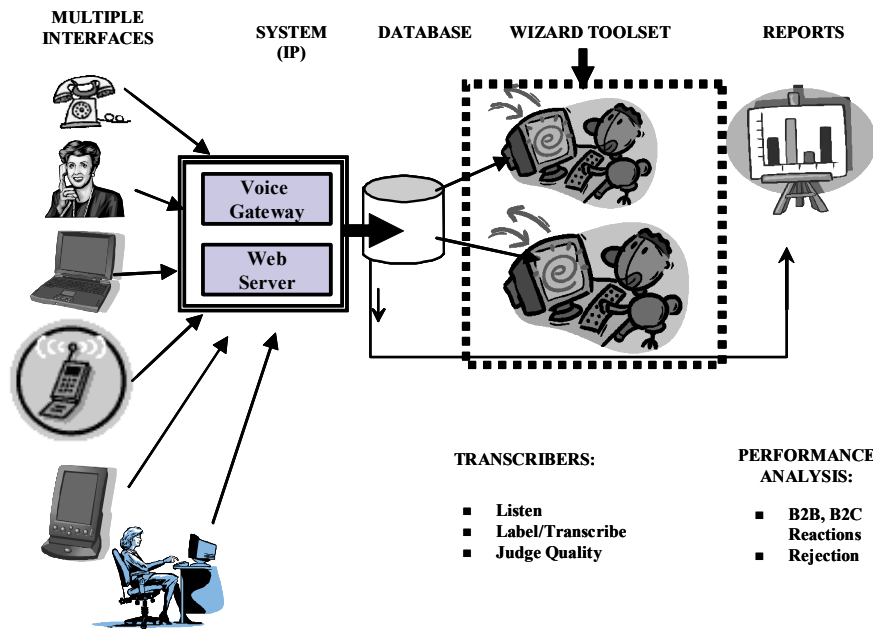 MULTIPLE
INTERFACES
SYSTEM
(IP)
DATABASE
WIZARD TOOLSET
REPORTS
Voice
Gateway
Web
Server
TRANSCRIBERS:
Listen
Label/Transcribe
Judge Quality
PERFORMANCE
ANALYSIS:
B2B, B2C
Reactions
Rejection